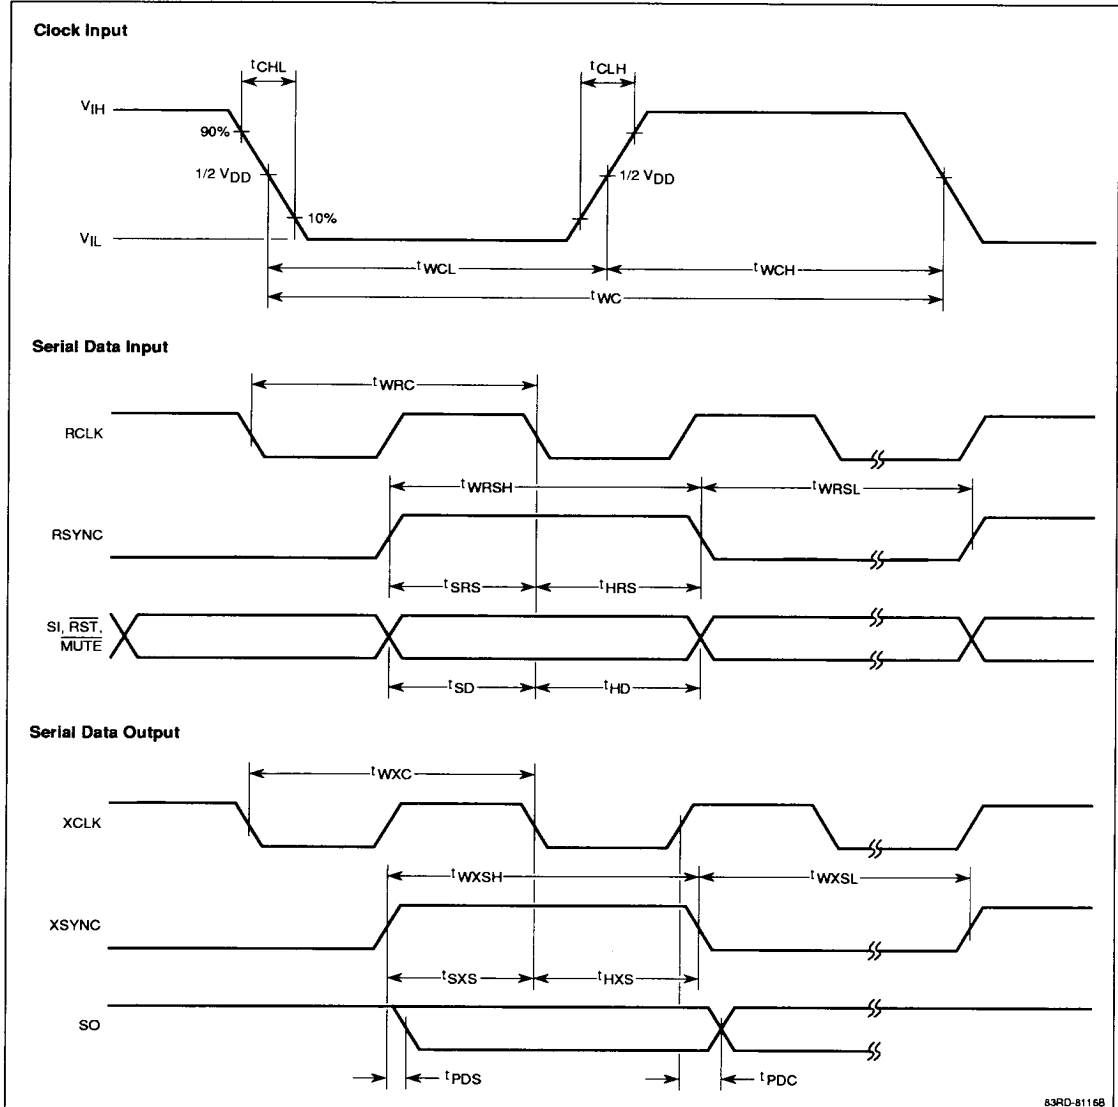 Clock Input
tCHL
tCLH
VIH
90%
1/2 VDD
1/2 VDD
10%
VIL
tWCL
tWCH
tWC
Serial Data Input
tWRC
RCLK
tWRSH
tWRSL
RSYNC
tSRS
tHRS
SI, R̅S̅T̅,
M̅U̅T̅E̅
tSD
tHD
Serial Data Output
tWXC
XCLK
tWXSH
tWXSL
XSYNC
tSXS
tHXS
SO
tPDS
tPDC
83RD-8116B